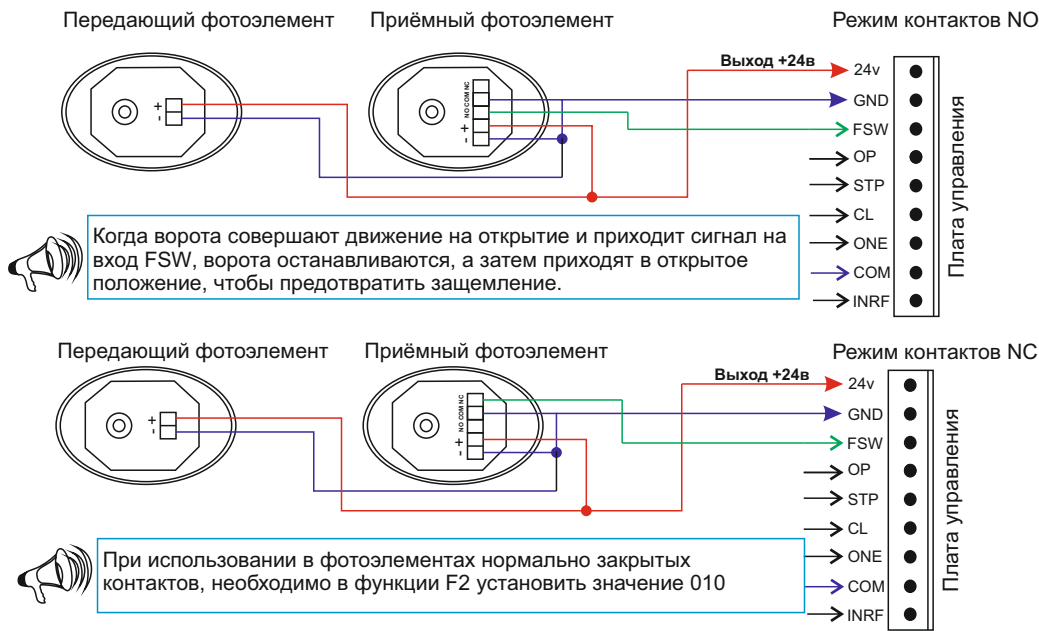 Передающий фотоэлемент
Приёмный фотоэлемент
Режим контактов NO
Выход +24в
24v
GND
FSW
OP
STP
CL
ONE
COM
INRF
Плата управления
+
-
NO COM NC
- +
Когда ворота совершают движение на открытие и приходит сигнал на
вход FSW, ворота останавливаются, а затем приходят в открытое
положение, чтобы предотвратить защемление.
Передающий фотоэлемент
Приёмный фотоэлемент
Режим контактов NC
Выход +24в
24v
GND
FSW
OP
STP
CL
ONE
COM
INRF
Плата управления
+
-
NO COM NC
- +
При использовании в фотоэлементах нормально закрытых
контактов, необходимо в функции F2 установить значение 010